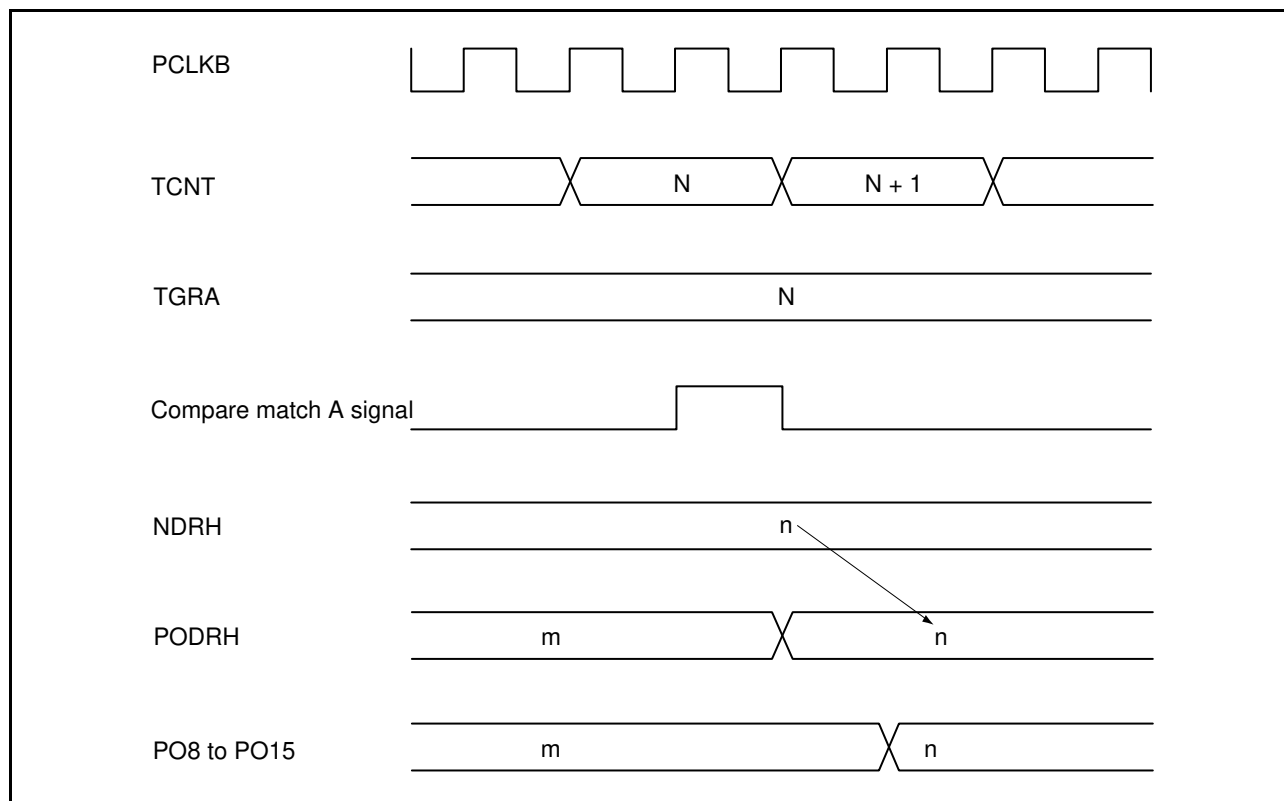 PCLKB
TCNT N N + 1
TGRA N
Compare match A signal
NDRH n
PODRH m n
PO8 to PO15 m n